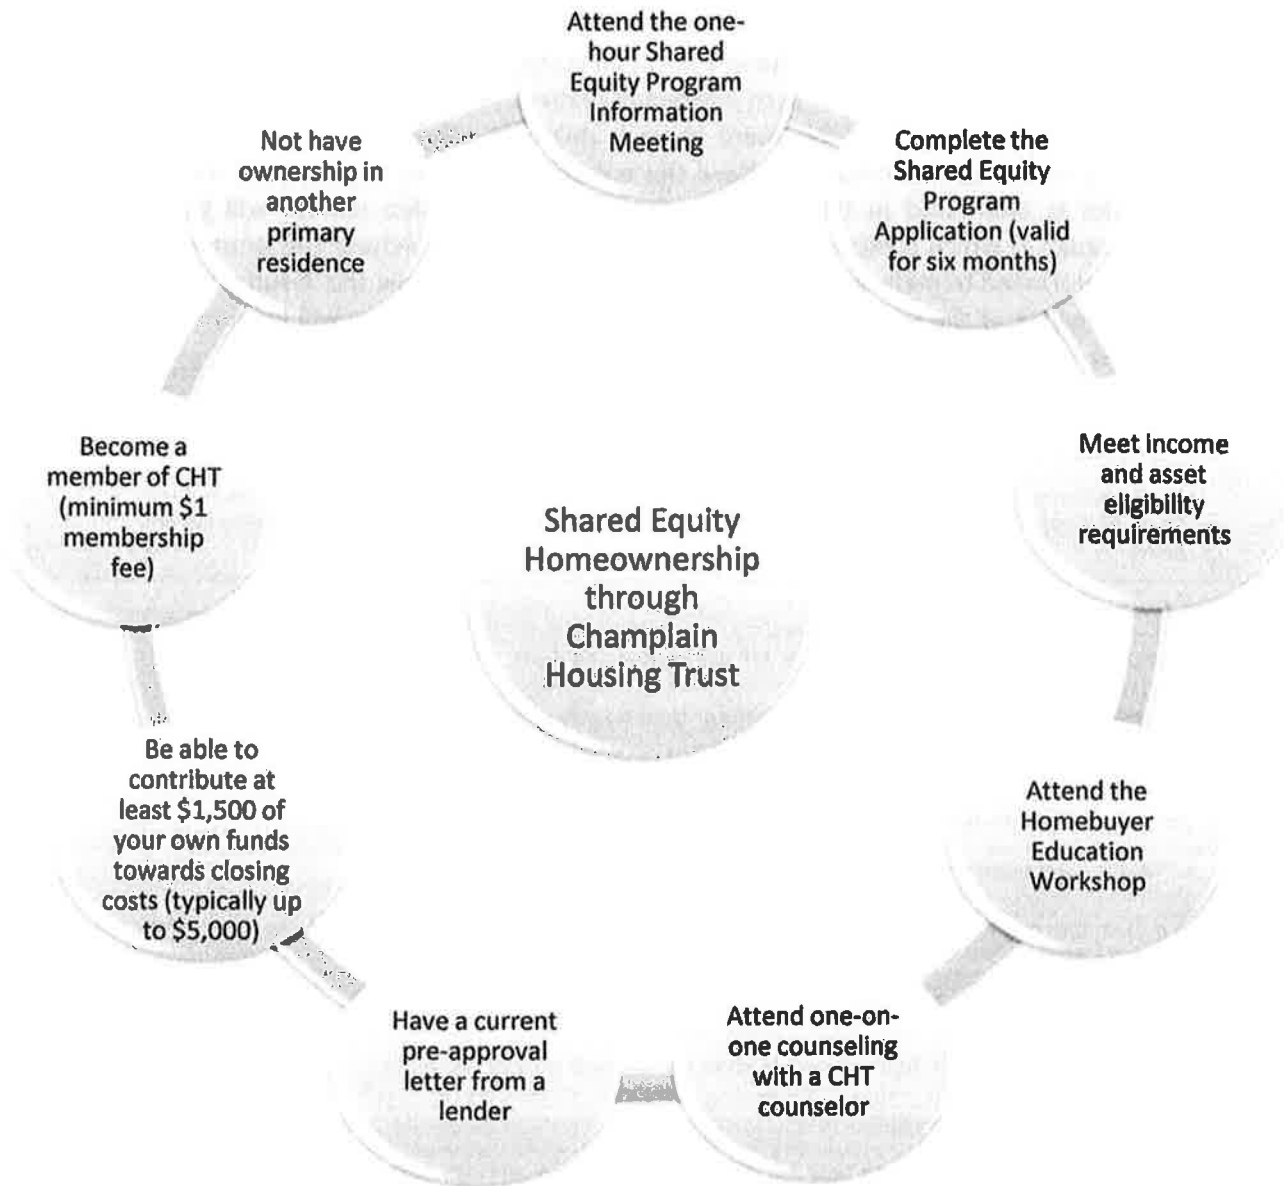 Attend the one-
hour Shared
Equity Program
Information
Meeting
Complete the
Shared Equity
Program
Application (valid
for six months)
Meet income
and asset
eligibility
requirements
Attend the
Homebuyer
Education
Workshop
Attend one-on-
one counseling
with a CHT
counselor
Have a current
pre-approval
letter from a
lender
Be able to
contribute at
least $1,500 of
your own funds
towards closing
costs (typically up
to $5,000)
Become a
member of CHT
(minimum $1
membership
fee)
Not have
ownership in
another
primary
residence
Shared Equity
Homeownership
through
Champlain
Housing Trust